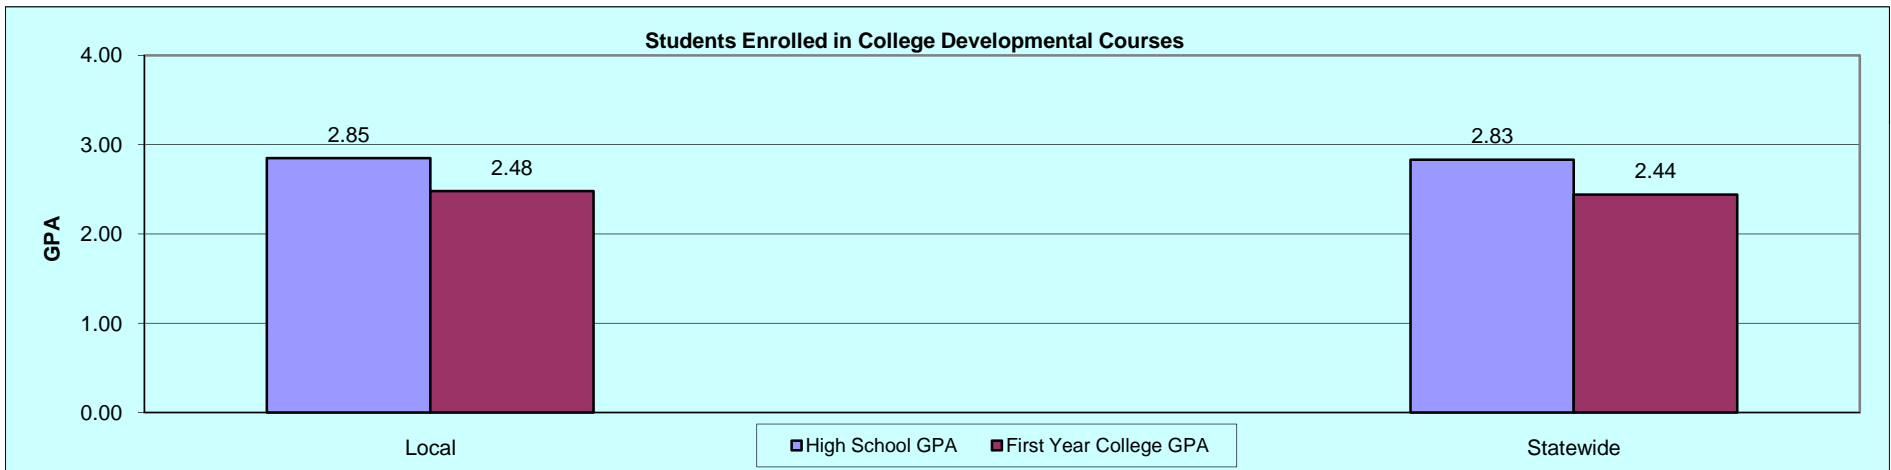 Students Enrolled in College Developmental Courses
4.00
3.00
2.00
1.00
0.00
GPA
2.85
2.48
2.83
2.44
Local
High School GPA First Year College GPA
Statewide